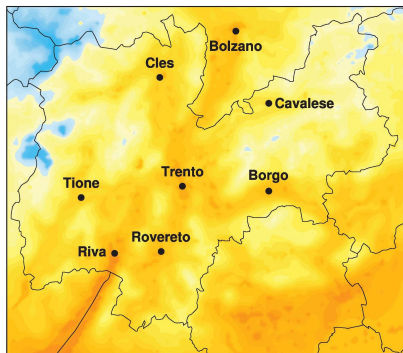 Bolzano
Cles
Cavalese
Trento
Borgo
Tione
Rovereto
Riva